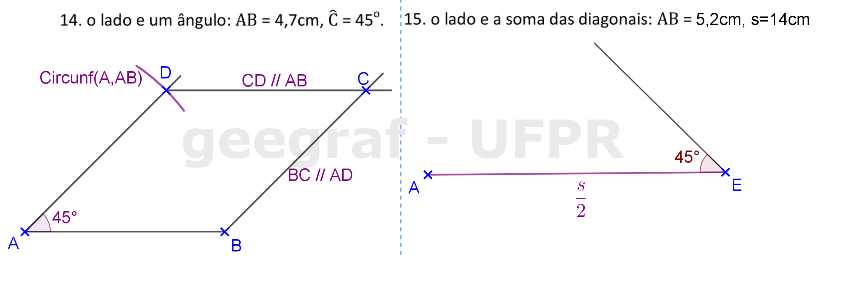 14. o lado e um ângulo: AB = 4,7cm, Ĉ = 45º.
Circunf(A,AB)
D
CD // AB
C
BC // AD
45°
A
B
15. o lado e a soma das diagonais: AB = 5,2cm, s=14cm
45°
A
E
s
2
geegraf - UFPR